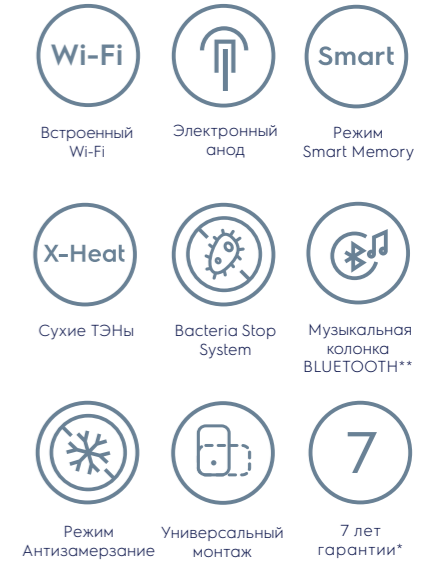 Wi-Fi
Smart
Встроенный
Wi-Fi
Электронный
анод
Режим
Smart Memory
X-Heat
Сухие ТЭНы
Bacteria Stop
System
Музыкальная
колонка
BLUETOOTH**
7
Режим
Антизамерзание
Универсальный
монтаж
7 лет
гарантии*